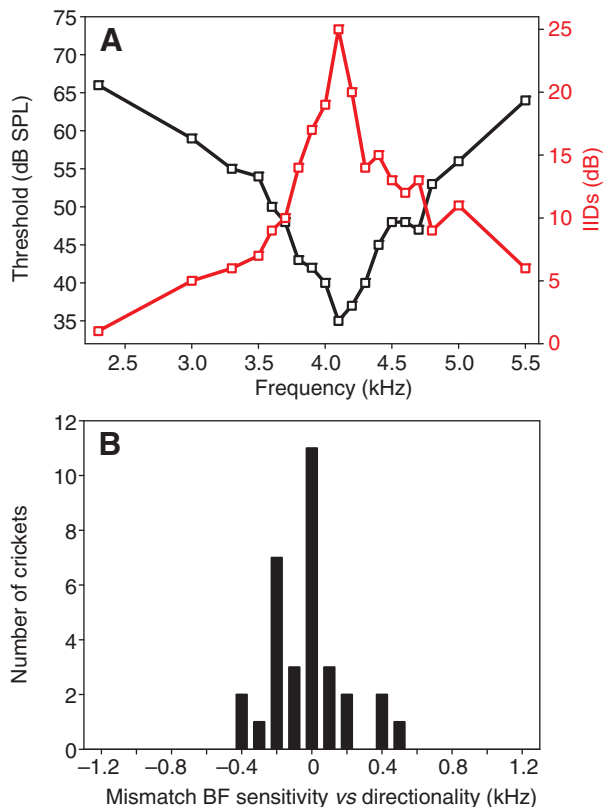 A
Threshold (dB SPL)
75
70
65
60
55
50
45
40
35
25
20
15
10
5
0
IIDs (dB)
2.5 3.0 3.5 4.0 4.5 5.0 5.5
Frequency (kHz)
B
Number of crickets
12
10
8
6
4
2
0
–1.2 –0.8 –0.4 0 0.4 0.8 1.2
Mismatch BF sensitivity vs directionality (kHz)